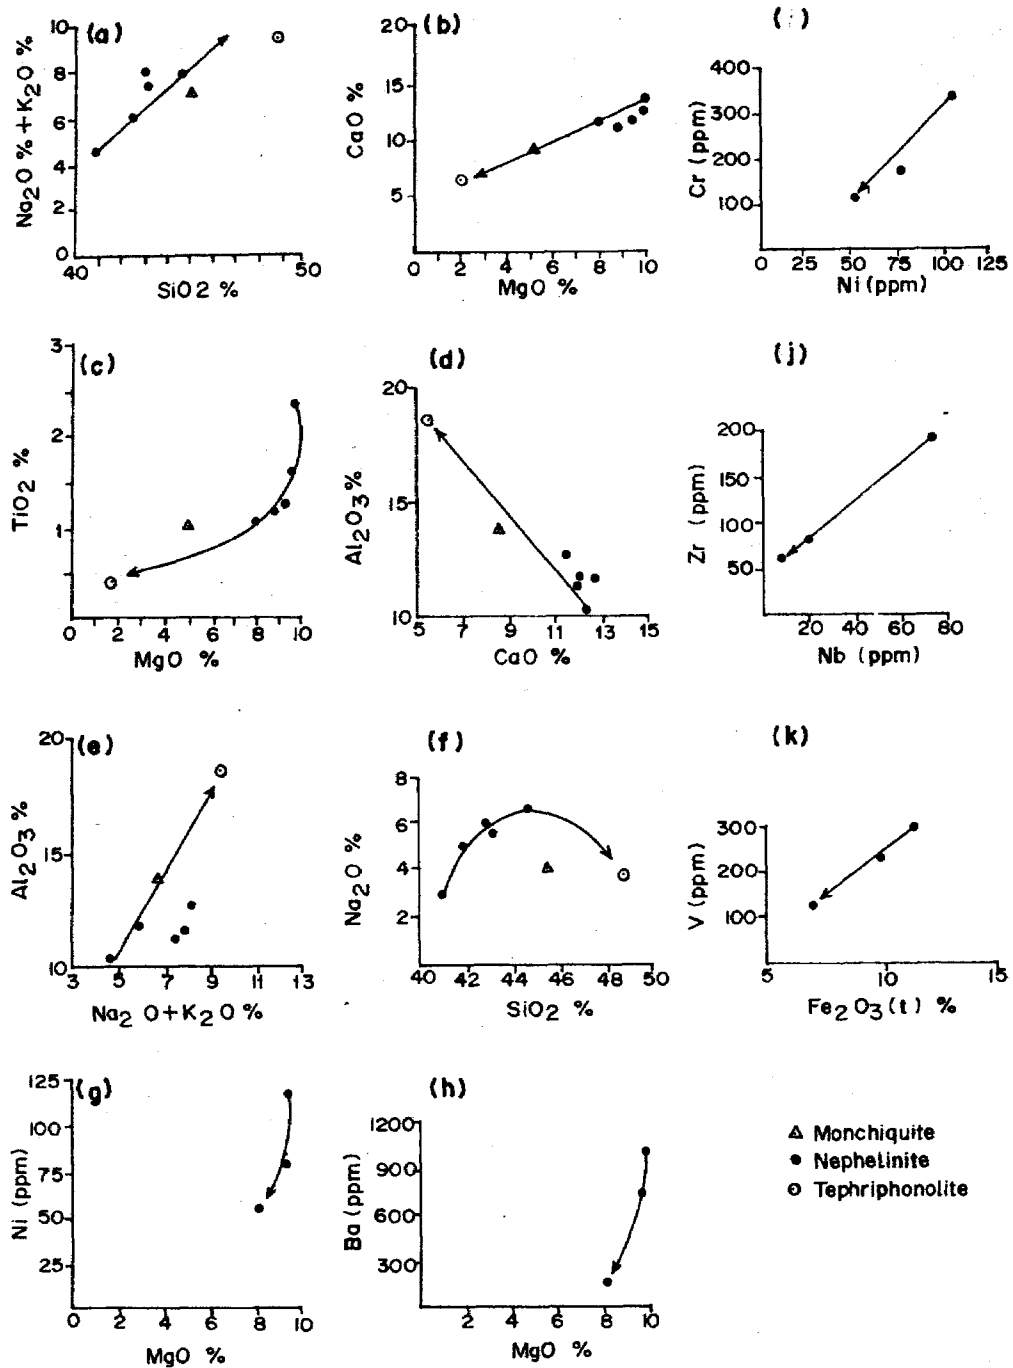 (a)
Na2O % + K2O %
10
8
6
4
2
0
40
50
SiO2 %
(b)
CaO %
20
15
10
5
0
2
4
6
8
10
MgO %
(i)
Cr (ppm)
400
300
200
100
0
25
50
75
100
125
Ni (ppm)
(c)
TiO2 %
3
2
1
0
0
2
4
6
8
10
MgO %
(d)
Al2O3 %
20
15
10
5
7
9
11
13
15
CaO %
(j)
Zr (ppm)
200
150
100
50
20
40
60
80
Nb (ppm)
(e)
Al2O3 %
20
15
10
3
5
7
9
11
13
Na2O+K2O %
(f)
Na2O %
8
6
4
2
40
42
44
46
48
50
SiO2 %
(k)
V (ppm)
300
200
100
5
10
15
Fe2O3 (t) %
(g)
Ni (ppm)
125
100
75
50
25
0
2
4
6
8
10
MgO %
(h)
Ba (ppm)
1200
900
600
300
0
2
4
6
8
10
MgO %
△ Monchiquite
● Nephelinite
⊙ Tephriphonolite